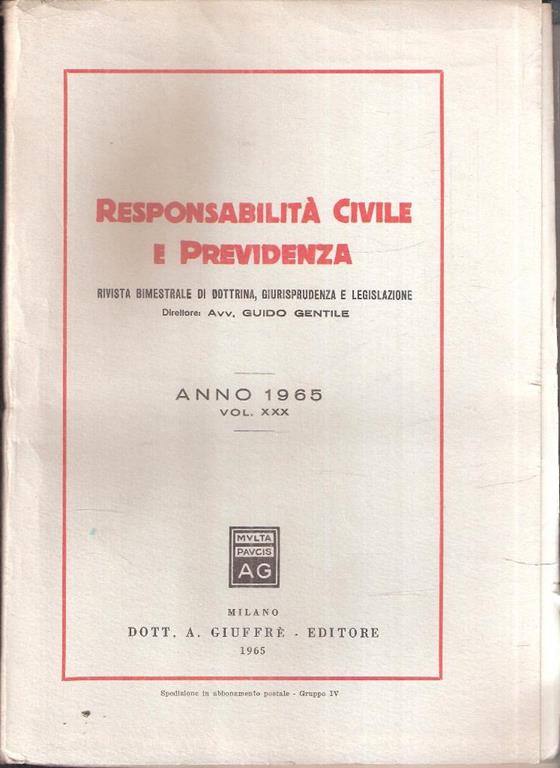 RESPONSABILITÀ CIVILE
E PREVIDENZA
RIVISTA BIMESTRALE DI DOTTRINA, GIURISPRUDENZA E LEGISLAZIONE
Direttore: Avv. GUIDO GENTILE
ANNO 1965
VOL. XXX
MVLTA
PAVCIS
AG
MILANO
DOTT. A. GIUFFRÈ - EDITORE
1965
Spedizione in abbonamento postale - Gruppo IV